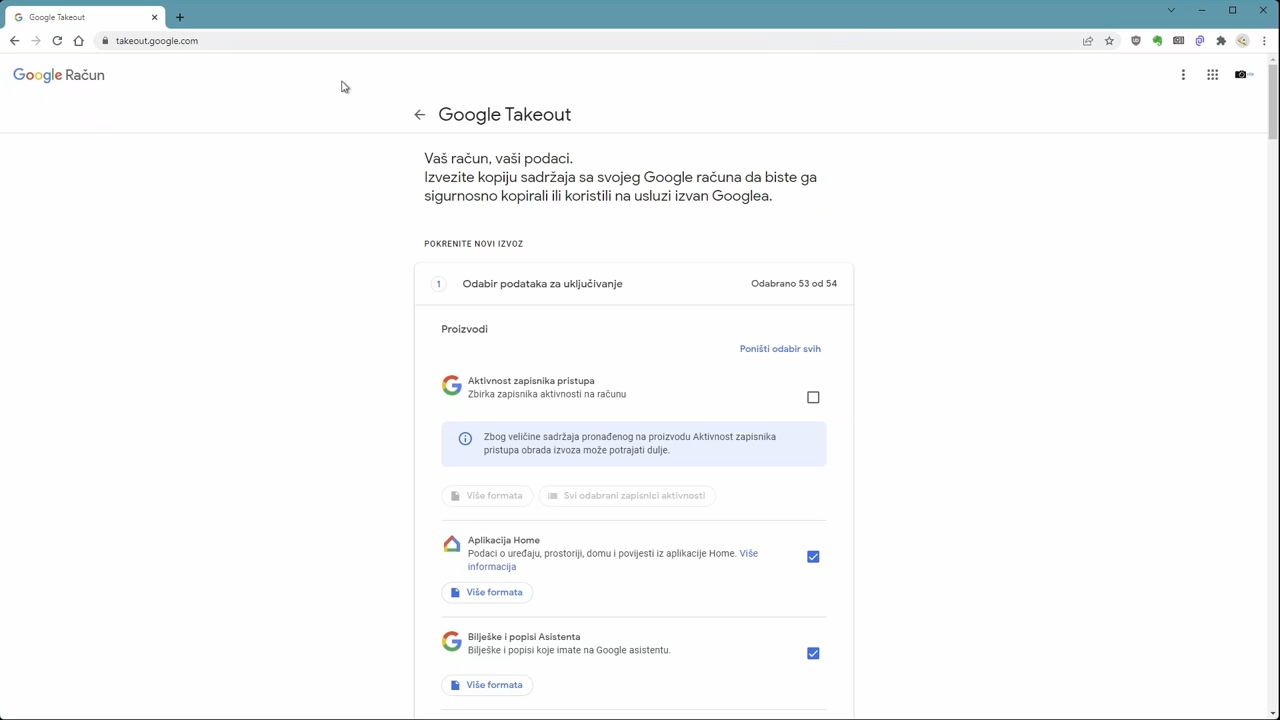 Google Takeout
takeout.google.com
Google Račun
Google Takeout
Vaš račun, vaši podaci.
Izvezite kopiju sadržaja sa svojeg Google računa da biste ga
sigurnosno kopirali ili koristili na usluzi izvan Googlea.
POKRENITE NOVI IZVOZ
1 Odabir podataka za uključivanje Odabrano 53 od 54
Proizvodi
Poništi odabir svih
Aktivnost zapisnika pristupa
Zbirka zapisnika aktivnosti na računu
Zbog veličine sadržaja pronađenog na proizvodu Aktivnost zapisnika
pristupa obrada izvoza može potrajati dulje.
Više formata Svi odabrani zapisnici aktivnosti
Aplikacija Home
Podaci o uređaju, prostoriji, domu i povijesti iz aplikacije Home. Više
informacija
Više formata
Bilješke i popisi Asistenta
Bilješke i popisi koje imate na Google asistentu.
Više formata